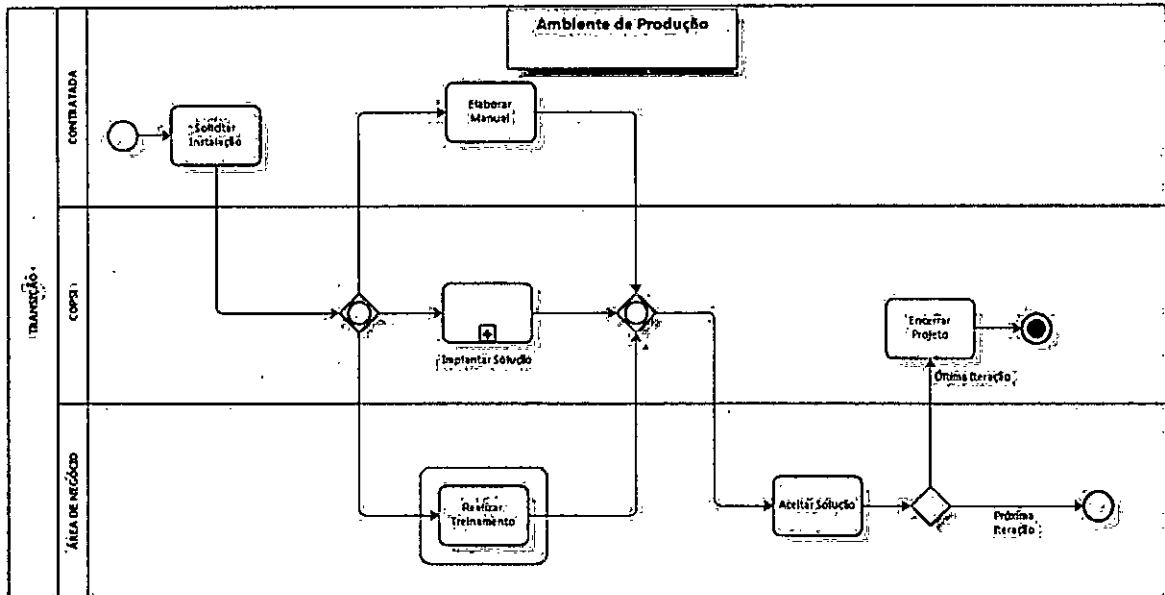 Ambiente de Produção
TRANSIÇÃO
CONTRATADA
Solicitar
Instalação
Elaborar
Manual
Implantar Solução
Encerrar
Projeto
Última Iteração
ÁREA DE NEGÓCIO
Realizar
Treinamento
Aceitar Solução
Próxima
Iteração